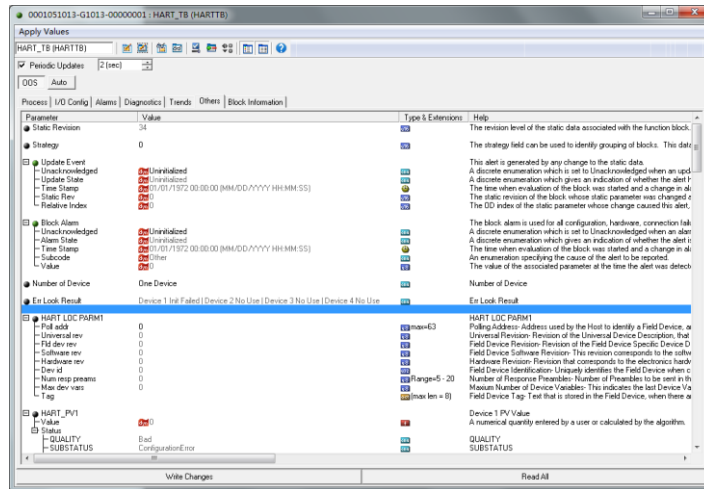 0001051013-G1013-00000001 : HART_TB (HARTTB)
Apply Values
HART_TB (HARTTB)
Periodic Updates 2 (sec)
OOS Auto
Process I/O Config Alarms Diagnostics Trends Others Block Information
Parameter Value Type & Extensions Help
Static Revision 34 The revision level of the static data associated with the function block.
Strategy 0 The strategy field can be used to identify grouping of blocks. This data
Update Event This alert is generated by any change to the static data.
Unacknowledged Uninitialized A discrete enumeration which is set to Unacknowledged when an upd
Update State Uninitialized A discrete enumeration which gives an indication of whether the alert h
Time Stamp 01/01/1972 00:00:00 (MM/DD/YYYY HH:MM:SS) The time when evaluation of the block was started and a change in al
Static Rev 0 The static revision of the block whose static parameter was changed a
Relative Index 0 The OD index of the static parameter whose change caused this alert,
Block Alarm The block alarm is used for all configuration, hardware, connection fail
Unacknowledged Uninitialized A discrete enumeration which is set to Unacknowledged when an alar
Alarm State Uninitialized A discrete enumeration which gives an indication of whether the alert is
Time Stamp 01/01/1972 00:00:00 (MM/DD/YYYY HH:MM:SS) The time when evaluation of the block was started and a change in al
Subcode Other An enumeration specifying the cause of the alert to be reported.
Value 0 The value of the associated parameter at the time the alert was detect
Number of Device One Device Number of Device
Err Look Result Device 1 Init Failed | Device 2 No Use | Device 3 No Use | Device 4 No Use Err Look Result
HART LOC PARM1 HART LOC PARM1
Poll addr 0 max=63 Polling Address- Address used by the Host to identify a Field Device, a
Universal rev 0 Universal Revision- Revision of the Universal Device Description, that
Fld dev rev 0 Field Device Revision- Revision of the Field Device Specific Device D
Software rev 0 Field Device Software Revision- This revision corresponds to the softw
Hardware rev 0 Hardware Revision- Revision that corresponds to the electronics hardw
Dev id 0 Field Device Identification- Uniquely identifies the Field Device when c
Num resp preams 0 Range=5 - 20 Number of Response Preambles- Number of Preambles to be sent in th
Max dev vars 0 Maxium Number of Device Variables- This indicates the last Device Va
Tag (max len = 8) Field Device Tag- Text that is stored in the Field Device, when there a
HART_PV1 Device 1 PV Value
Value 0 A numerical quantity entered by a user or calculated by the algorithm.
Status
QUALITY Bad QUALITY
SUBSTATUS ConfigurationError SUBSTATUS
Write Changes Read All